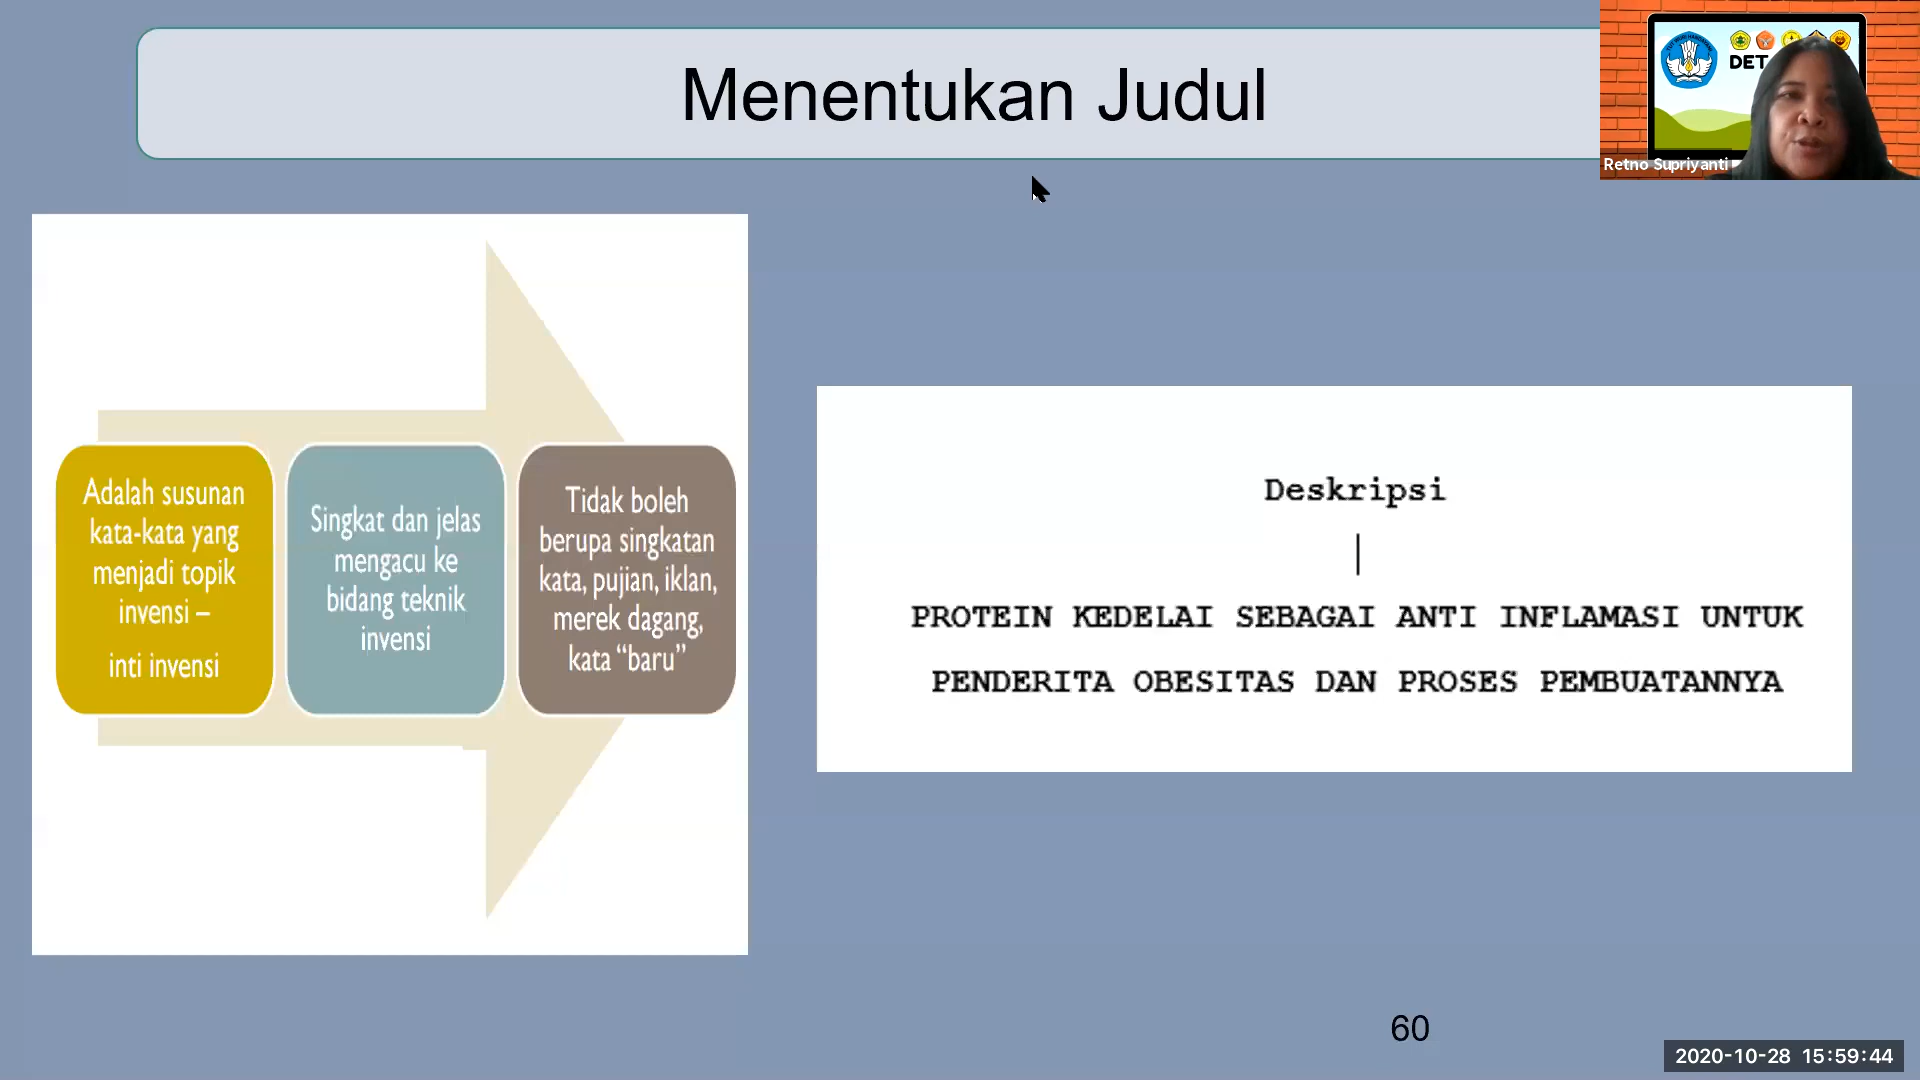 Menentukan Judul
DET
Retno Supriyanti
Adalah susunan
kata-kata yang
menjadi topik
invensi –
inti invensi
Singkat dan jelas
mengacu ke
bidang teknik
invensi
Tidak boleh
berupa singkatan
kata, pujian, iklan,
merek dagang,
kata “baru”
Deskripsi
PROTEIN KEDELAI SEBAGAI ANTI INFLAMASI UNTUK
PENDERITA OBESITAS DAN PROSES PEMBUATANNYA
60
2020-10-28 15:59:44